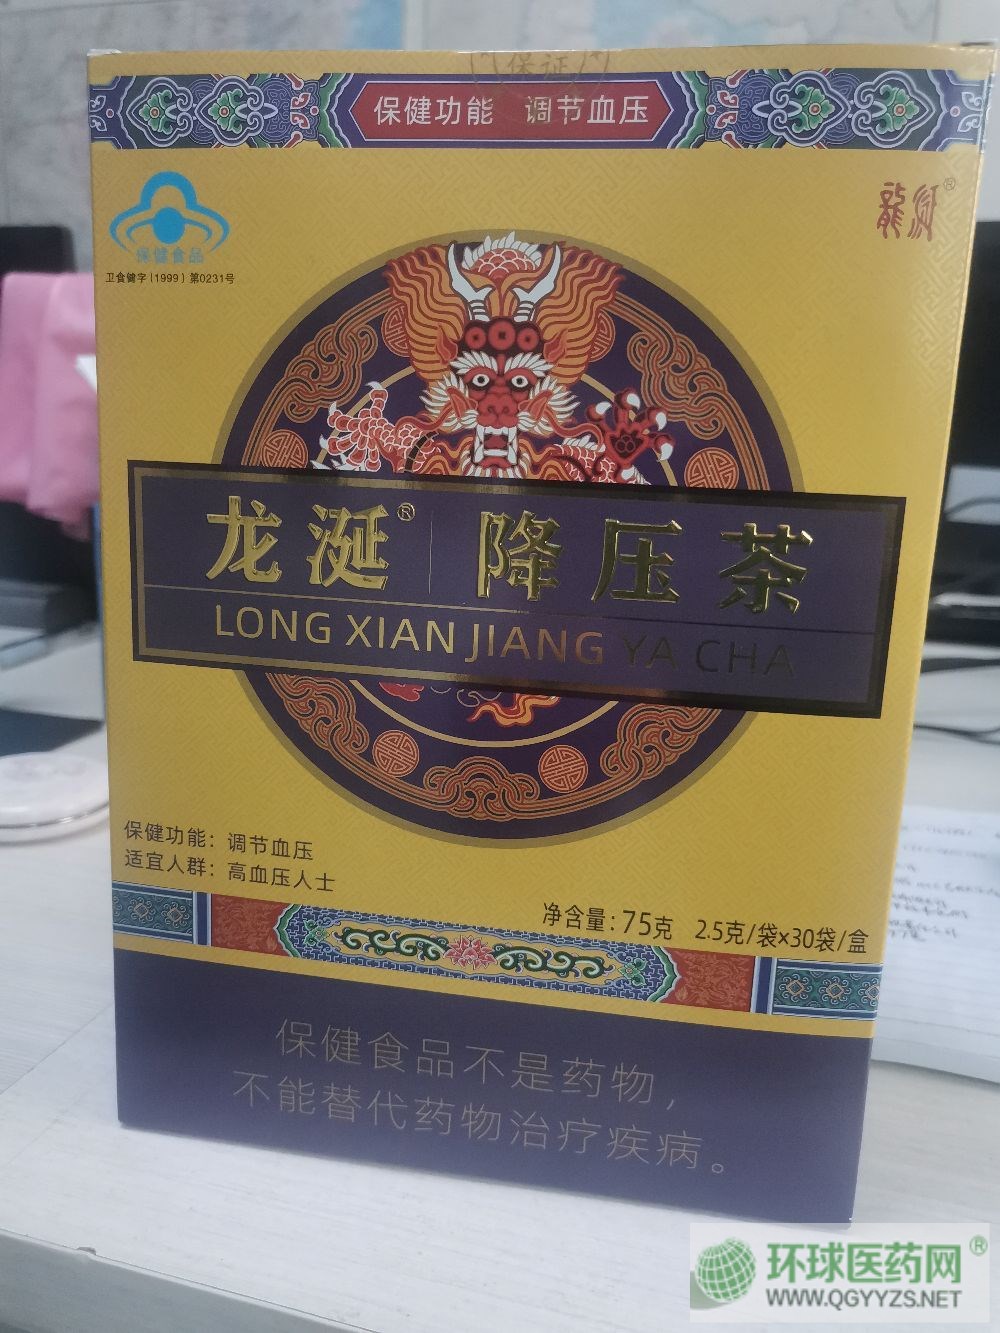 保证
保健功能 调节血压
保健食品
卫食健字(1999)第0231号
龍涎®
龙涎® 降压茶
LONG XIAN JIANG YA CHA
保健功能：调节血压
适宜人群：高血压人士
净含量：75克 2.5克/袋×30袋/盒
保健食品不是药物，
不能替代药物治疗疾病。
环球医药网®
WWW.QGYYZS.NET